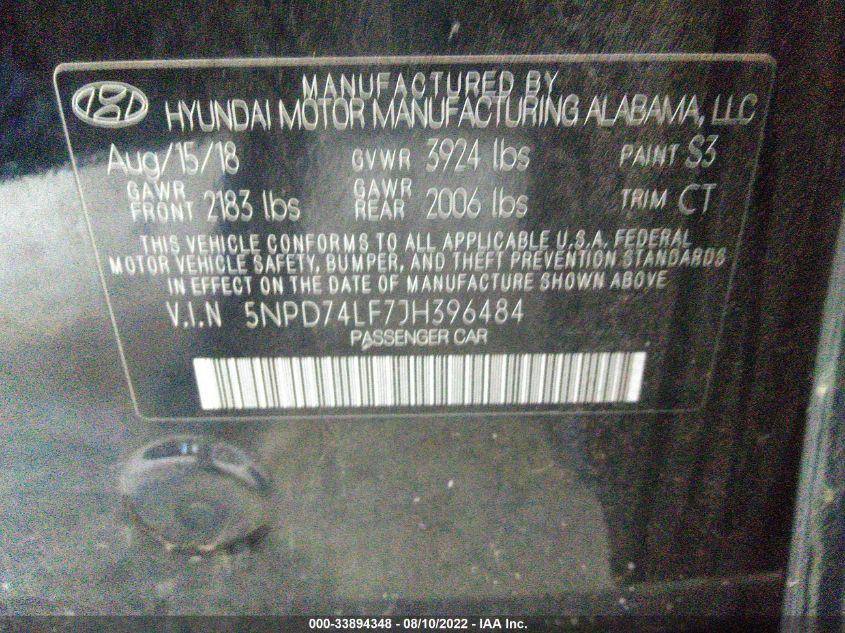 MANUFACTURED BY
HYUNDAI MOTOR MANUFACTURING ALABAMA, LLC
Aug/15/18 GVWR 3924 lbs PAINT S3
GAWR FRONT 2183 lbs GAWR REAR 2006 lbs TRIM CT
THIS VEHICLE CONFORMS TO ALL APPLICABLE U.S.A. FEDERAL
MOTOR VEHICLE SAFETY, BUMPER, AND THEFT PREVENTION STANDARDS
IN EFFECT ON THE DATE OF MANUFACTURE SHOWN ABOVE
V.I.N 5NPD74LF7JH396484
PASSENGER CAR
000-33894348 - 08/10/2022 - IAA Inc.